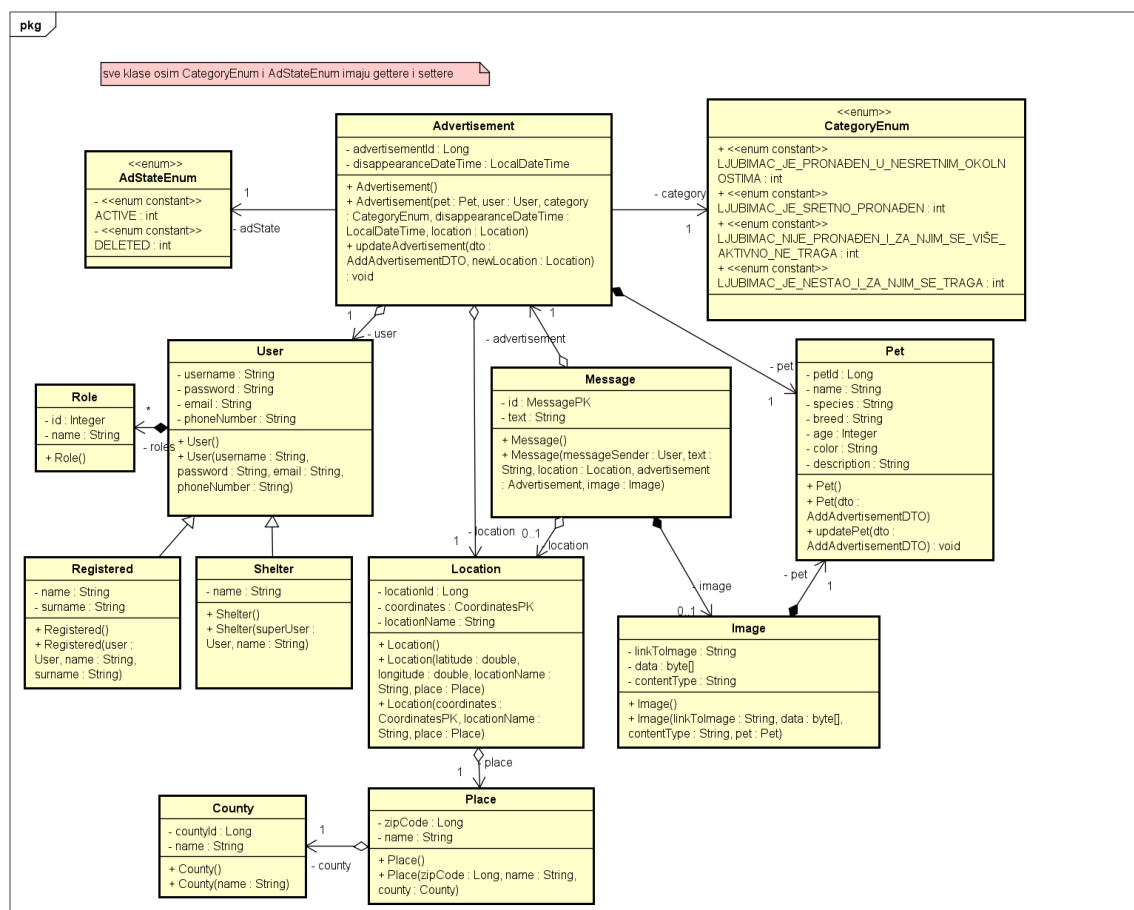 pkg
sve klase osim CategoryEnum i AdStateEnum imaju gettere i settere
Advertisement
- advertisementId : Long
- disappearanceDateTime : LocalDateTime
+ Advertisement()
+ Advertisement(pet : Pet, user : User, category
: CategoryEnum, disappearanceDateTime :
LocalDateTime, location : Location)
+ updateAdvertisement(dto :
AddAdvertisementDTO, newLocation : Location)
: void
<<enum>>
CategoryEnum
+ <<enum constant>>
LJUBIMAC_JE_PRONAĐEN_U_NESRETNIM_OKOLN
OSTIMA : int
+ <<enum constant>>
LJUBIMAC_JE_SRETNO_PRONAĐEN : int
+ <<enum constant>>
LJUBIMAC_NIJE_PRONAĐEN_I_ZA_NJIM_SE_VIŠE_
AKTIVNO_NE_TRAGA : int
+ <<enum constant>>
LJUBIMAC_JE_NESTAO_I_ZA_NJIM_SE_TRAGA : int
<<enum>>
AdStateEnum
- <<enum constant>>
ACTIVE : int
- <<enum constant>>
DELETED : int
1
- adState
- category
1
1
- user
- advertisement
1
- pet
1
User
- username : String
- password : String
- email : String
- phoneNumber : String
+ User()
+ User(username : String,
password : String, email : String,
phoneNumber : String)
Role
- id : Integer
- name : String
+ Role()
*
- roles
Message
- id : MessagePK
- text : String
+ Message()
+ Message(messageSender : User, text :
String, location : Location, advertisement
: Advertisement, image : Image)
Pet
- petId : Long
- name : String
- species : String
- breed : String
- age : Integer
- color : String
- description : String
+ Pet()
+ Pet(dto :
AddAdvertisementDTO)
+ updatePet(dto :
AddAdvertisementDTO) : void
- location
1
0..1
- location
- image
0..1
- pet
1
Registered
- name : String
- surname : String
+ Registered()
+ Registered(user :
User, name : String,
surname : String)
Shelter
- name : String
+ Shelter()
+ Shelter(superUser :
User, name : String)
Location
- locationId : Long
- coordinates : CoordinatesPK
- locationName : String
+ Location()
+ Location(latitude : double,
longitude : double, locationName :
String, place : Place)
+ Location(coordinates :
CoordinatesPK, locationName :
String, place : Place)
Image
- linkToImage : String
- data : byte[]
- contentType : String
+ Image()
+ Image(linkToImage : String, data : byte[],
contentType : String, pet : Pet)
- place
1
County
- countyId : Long
- name : String
+ County()
+ County(name : String)
1
- county
Place
- zipCode : Long
- name : String
+ Place()
+ Place(zipCode : Long, name : String,
county : County)